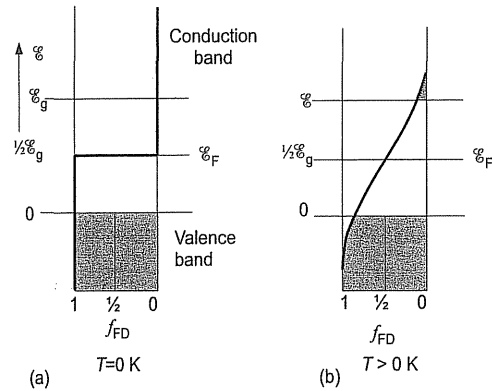 ℰ
Conduction
band
ℰg
½ℰg
ℰF
0
Valence
band
1 ½ 0
fFD
(a) T=0 K
ℰ
½ℰg
ℰF
0
1 ½ 0
fFD
(b) T > 0 K